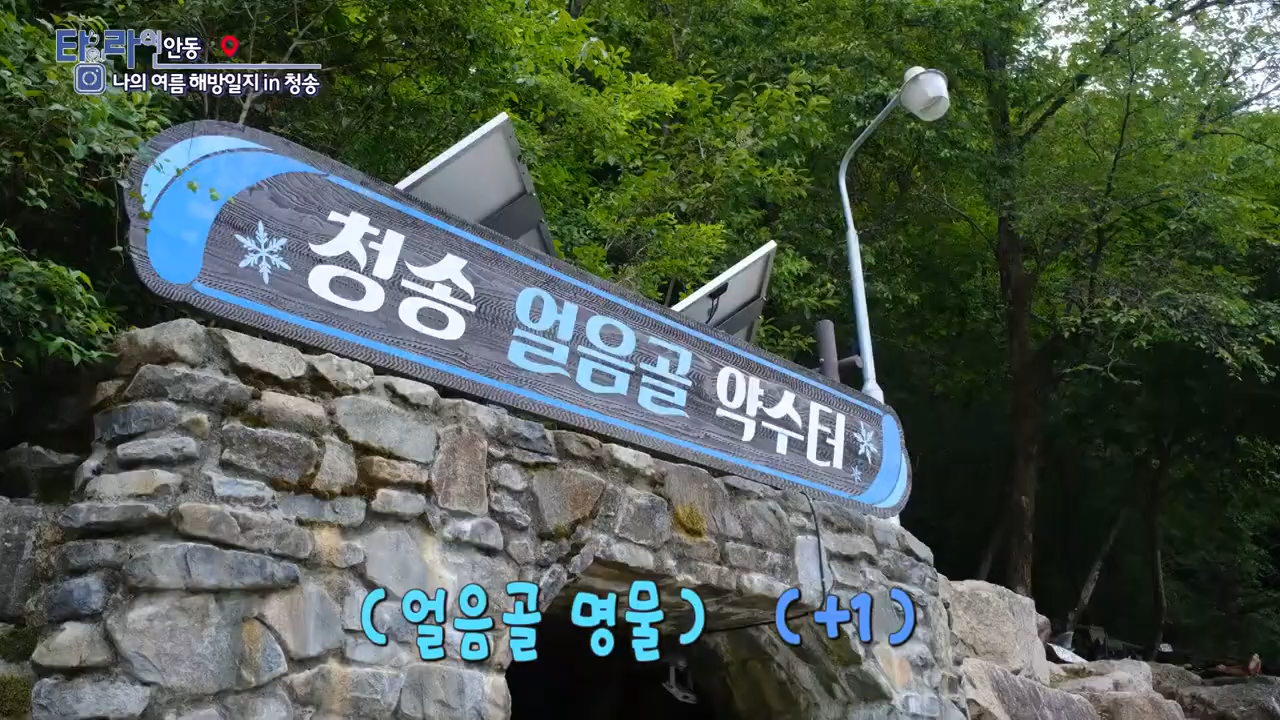 타라이 안동
나의 여름 해방일지 in 청송
청송 얼음골 약수터
(얼음골 명물) (+1)